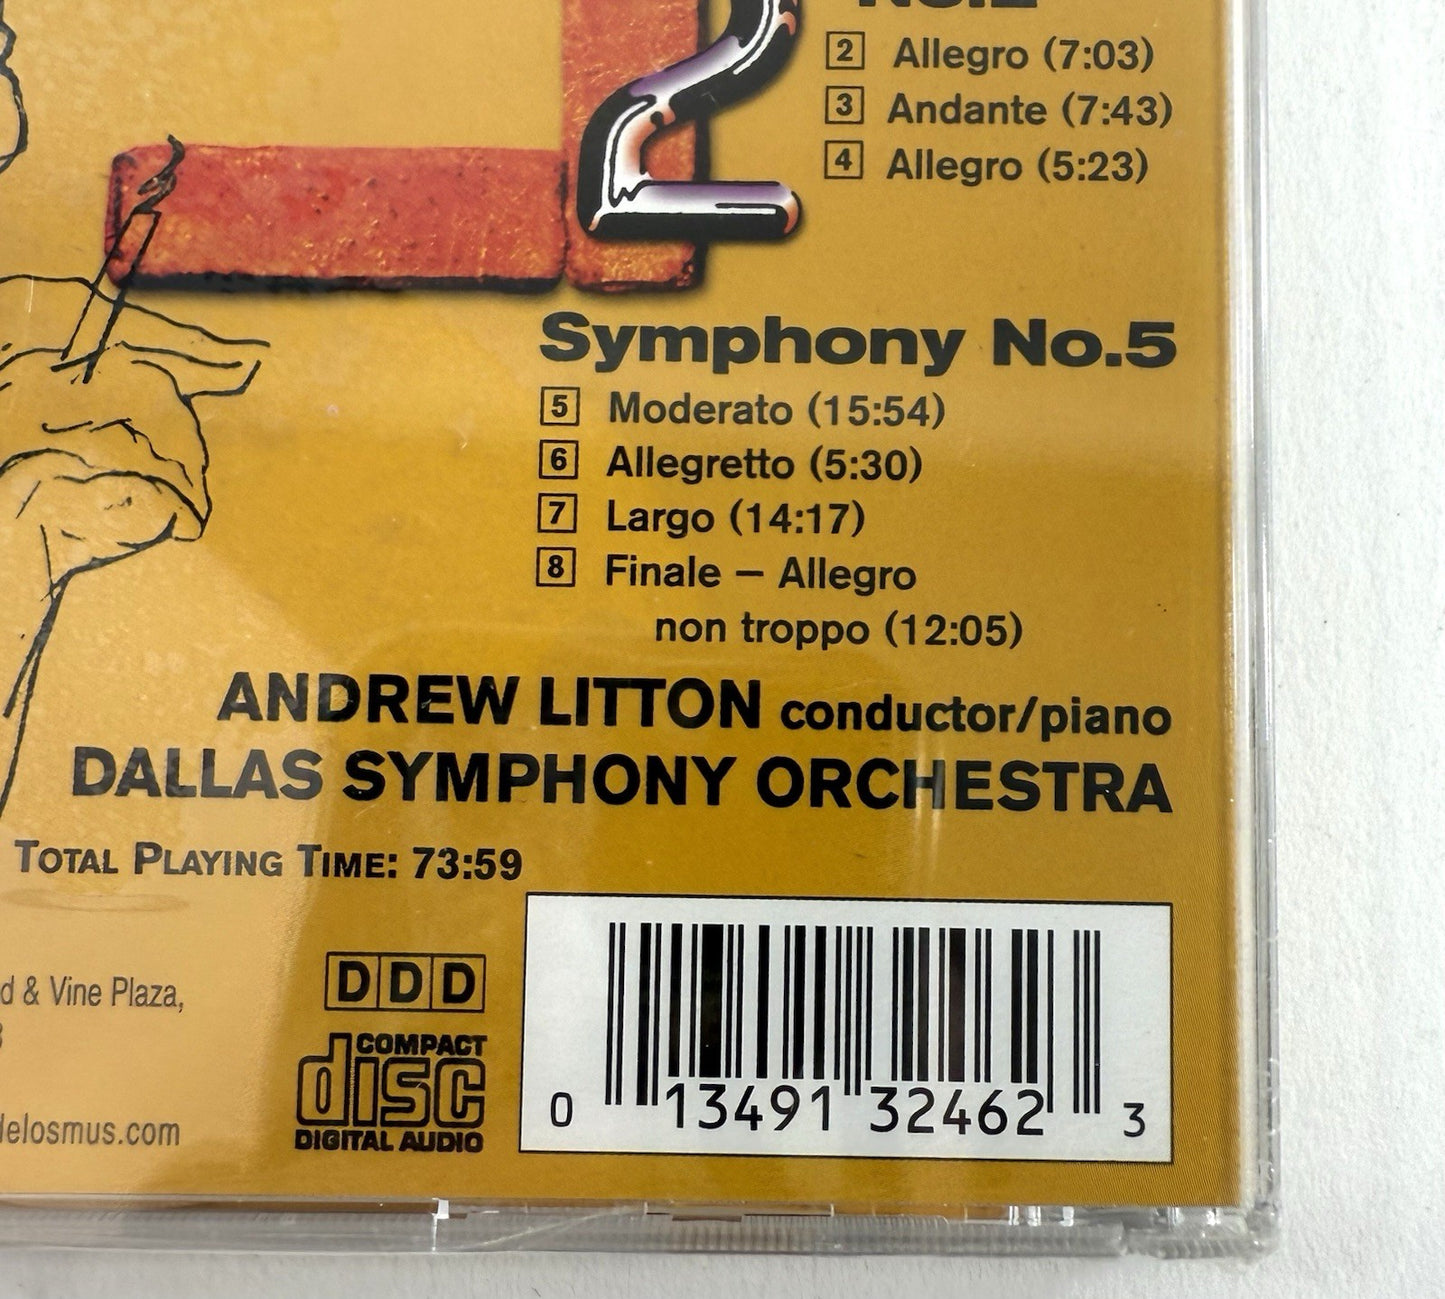 No.2
2 Allegro (7:03)
3 Andante (7:43)
4 Allegro (5:23)
2
Symphony No.5
5 Moderato (15:54)
6 Allegretto (5:30)
7 Largo (14:17)
8 Finale – Allegro
non troppo (12:05)
ANDREW LITTON conductor/piano
DALLAS SYMPHONY ORCHESTRA
TOTAL PLAYING TIME: 73:59
& Vine Plaza,
DDD
COMPACT
disc
DIGITAL AUDIO
delosmus.com
0 13491 32462 3